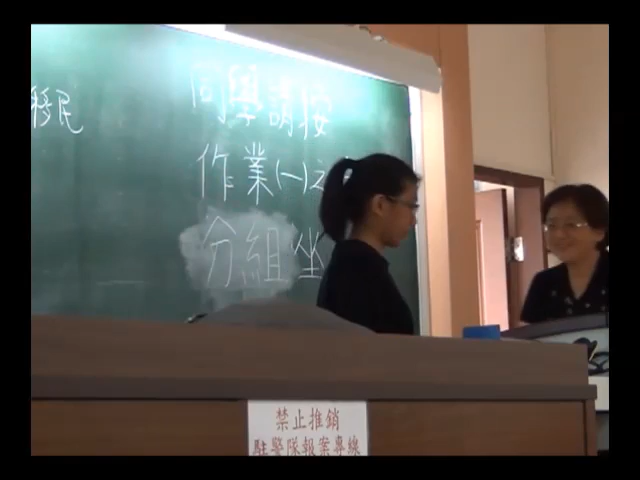 移民
同學請按
作業(一)之
分組坐
禁止推銷
駐警隊報案專線